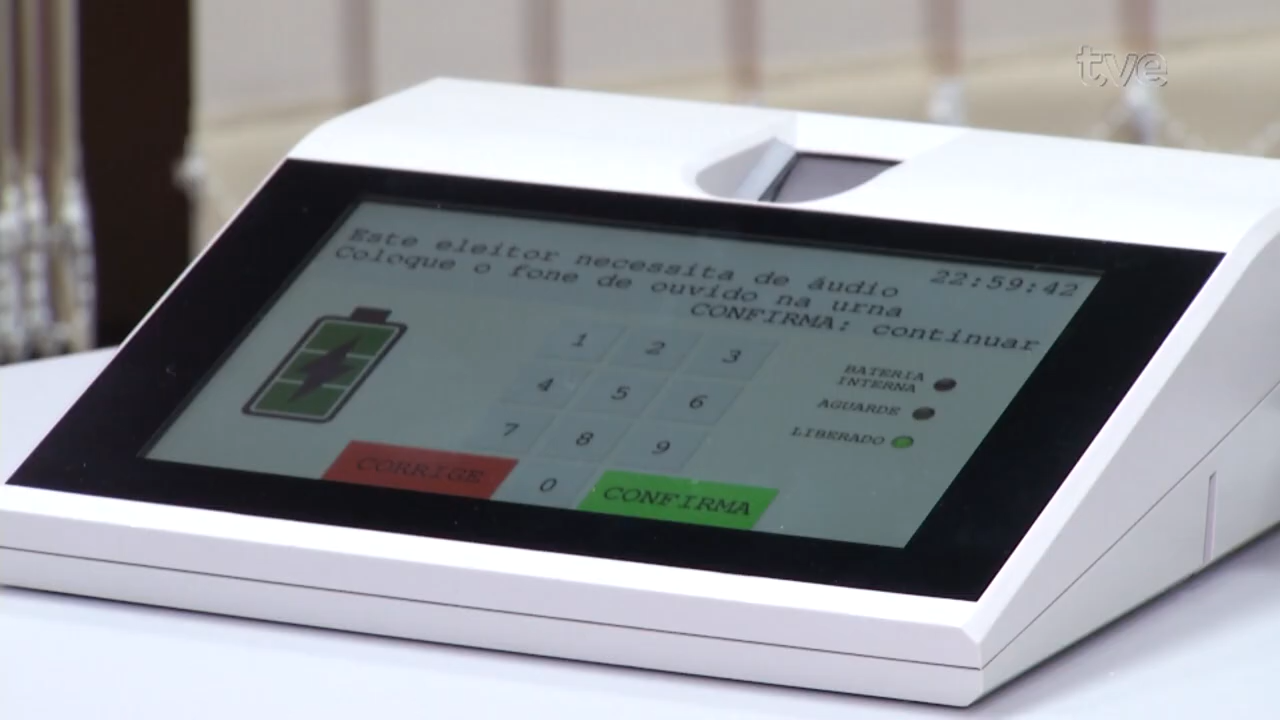 tve
Este eleitor necessita de áudio 22:59:42
Coloque o fone de ouvido na urna
CONFIRMA: continuar
1 2 3
BATERIA
INTERNA
4 5 6
AGUARDE
7 8 9
LIBERADO
CORRIGE 0 CONFIRMA